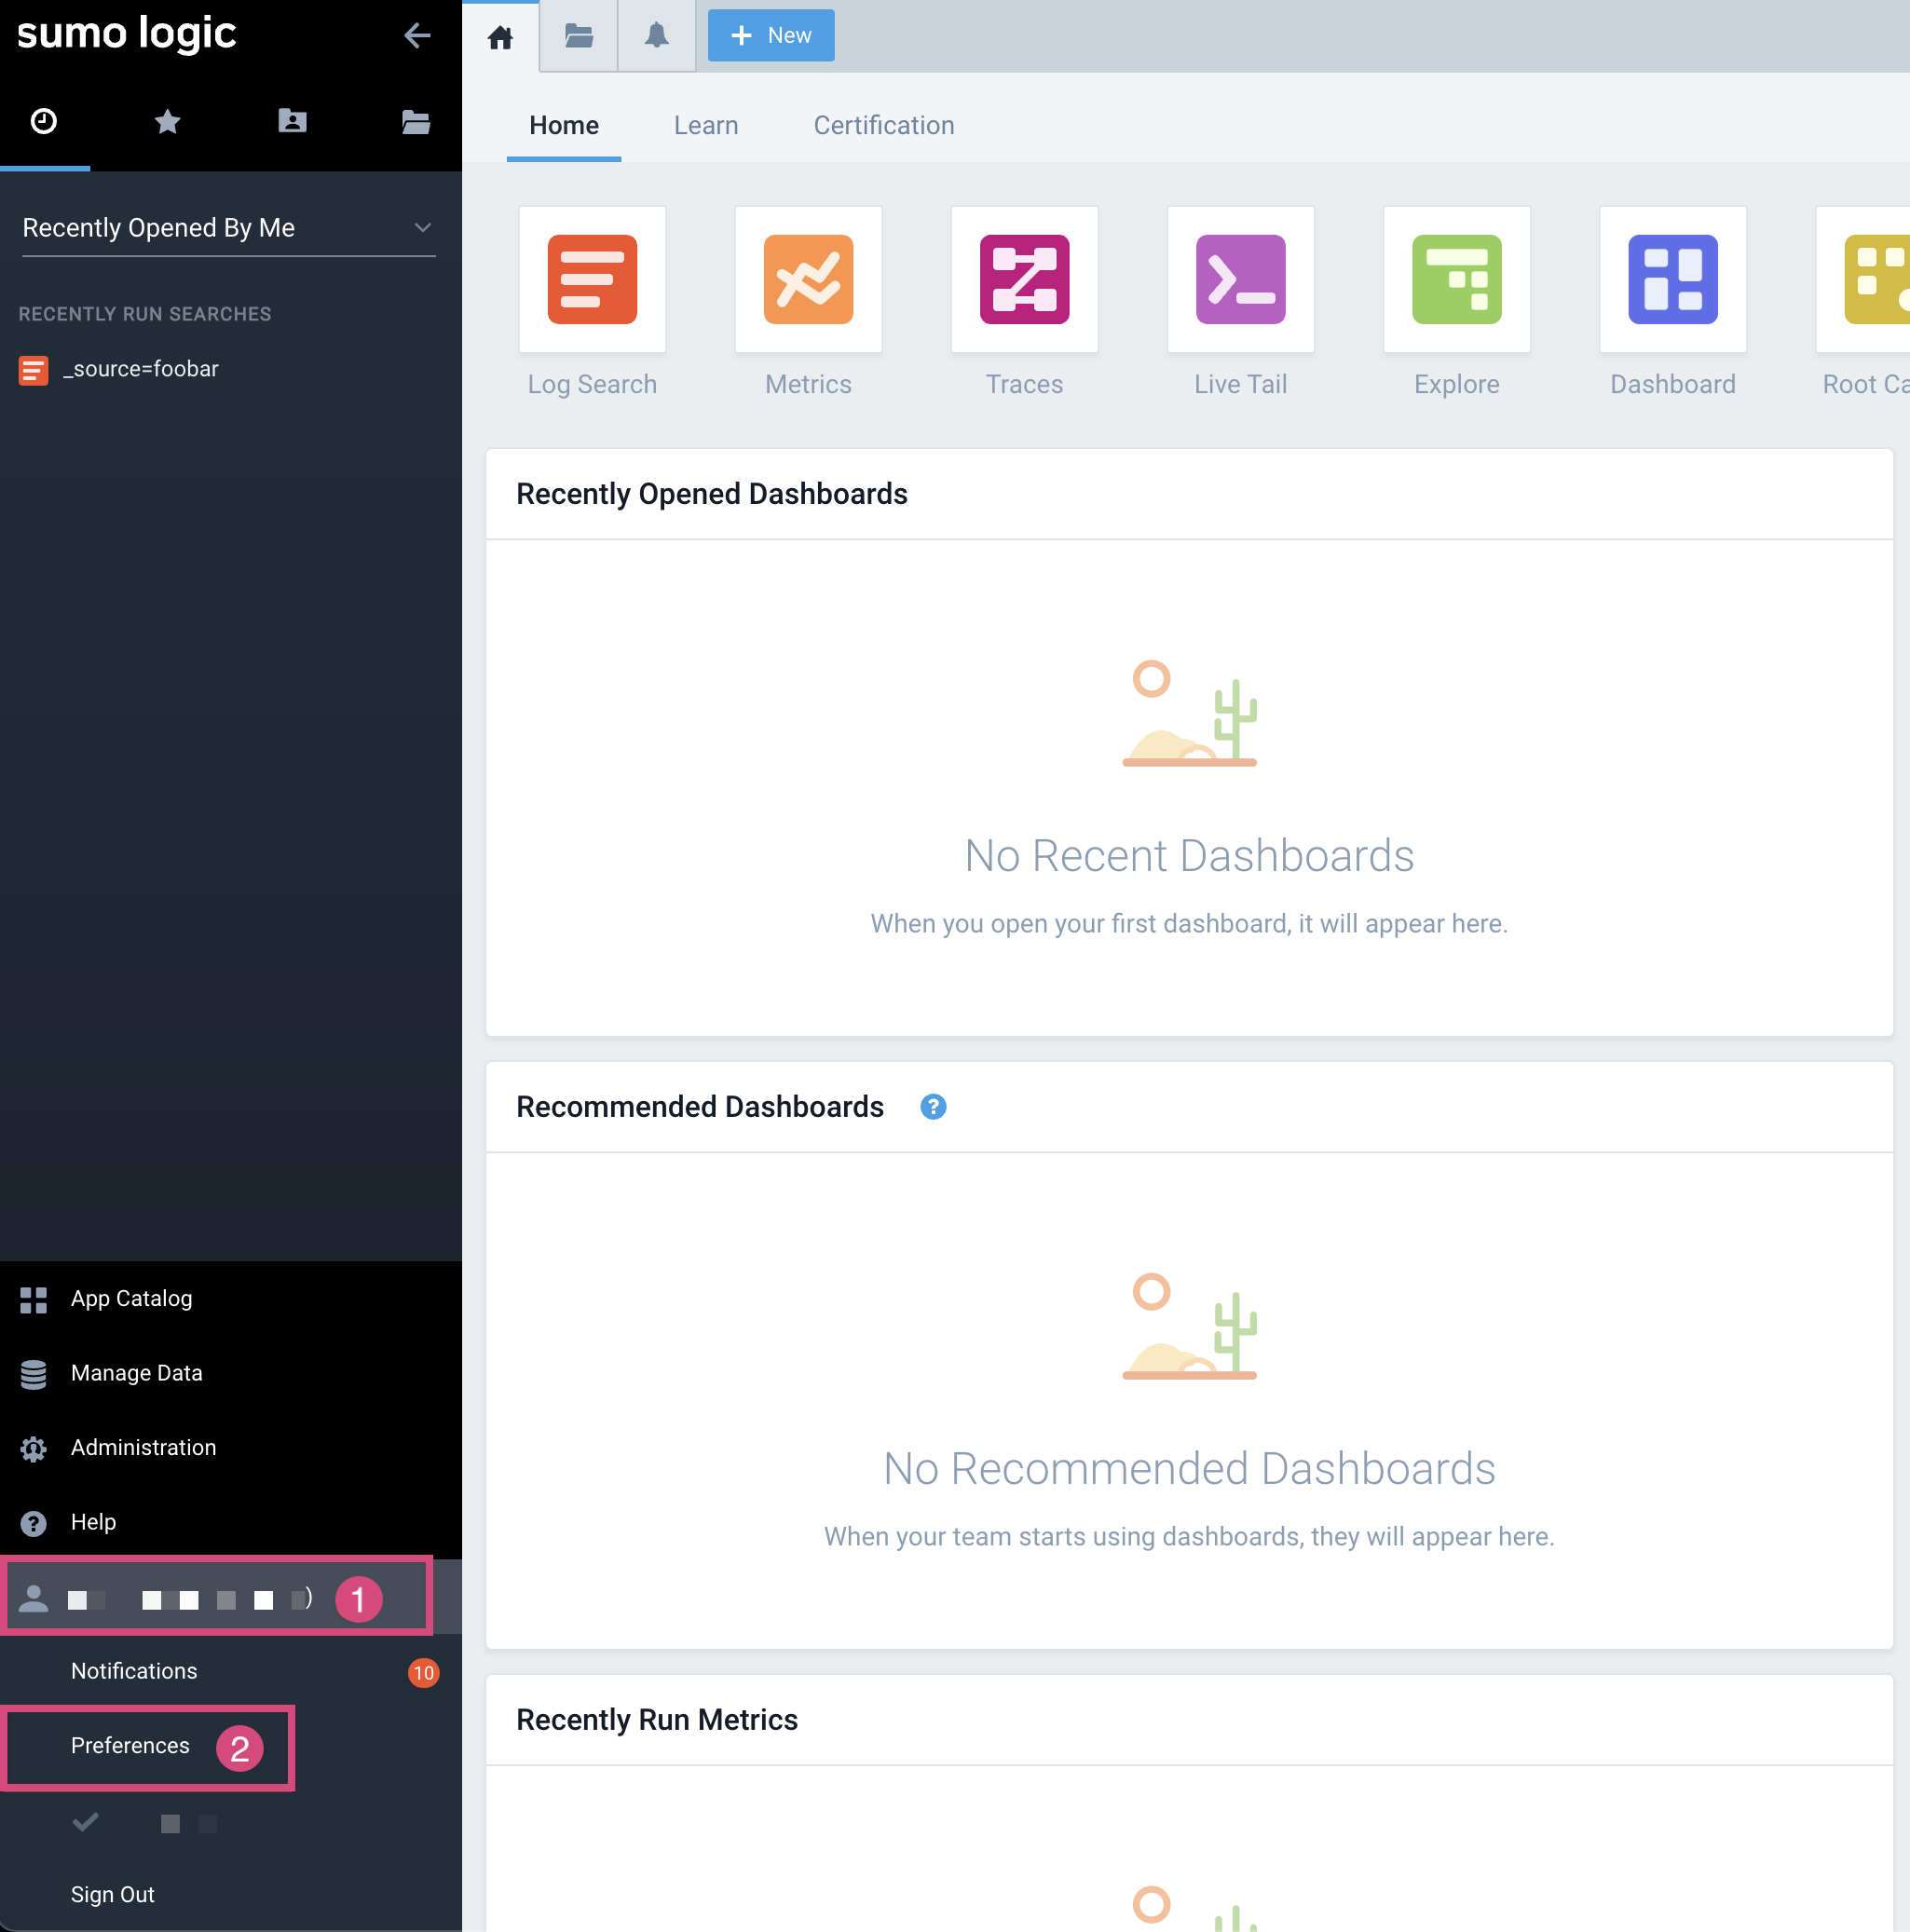 sumo logic
New
Home
Learn
Certification
Recently Opened By Me
RECENTLY RUN SEARCHES
_source=foobar
Log Search
Metrics
Traces
Live Tail
Explore
Dashboard
Root Ca
Recently Opened Dashboards
No Recent Dashboards
When you open your first dashboard, it will appear here.
Recommended Dashboards
?
No Recommended Dashboards
When your team starts using dashboards, they will appear here.
App Catalog
Manage Data
Administration
? Help
) 1
Notifications 10
Preferences 2
Sign Out
Recently Run Metrics